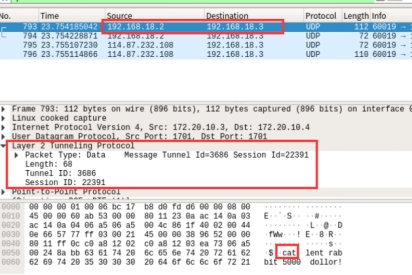 No. Time Source Destination Protocol Length Info
793 23.754185042 192.168.18.2 192.168.18.3 UDP 112 60019 →
794 23.754228871 192.168.18.2 192.168.18.3 UDP 112 60019 →
795 23.755107230 114.87.232.108 192.168.18.3 UDP 110 60019 →
796 23.755107296 114.87.232.108 192.168.18.3 UDP 110 60019 →
Frame 793: 112 bytes on wire (896 bits), 112 bytes captured (896 bits) on interface 0
Linux cooked capture
Internet Protocol Version 4, Src: 172.20.10.3, Dst: 172.20.10.4
User Datagram Protocol, Src Port: 1701, Dst Port: 1701
Layer 2 Tunneling Protocol
Packet Type: Data Message Tunnel Id=3686 Session Id=22391
Length: 68
Tunnel ID: 3686
Session ID: 22391
Point-to-Point Protocol
0000 00 00 00 01 00 06 bc 17 b8 d0 fd d6 00 00 08 00
0010 45 00 00 60 ab 53 00 00 80 11 23 0a ac 14 0a 03 E··`·S·· ··#·····
0020 ac 14 0a 04 06 a5 06 a5 00 4c 86 1f 40 02 00 44 ········ ·L··@··D
0030 0e 66 57 77 ff 03 00 21 45 00 00 38 96 52 00 00 ·fWw···! E··8·R··
0040 80 11 ff 0c c0 a8 12 02 c0 a8 12 03 ea 73 06 a5
0050 00 24 8a bb 63 61 74 20 6c 65 6e 74 20 72 61 62 ·$··cat lent rab
0060 62 69 74 20 35 30 30 30 20 64 6f 6c 6c 6f 72 21 bit 5000 dollor!